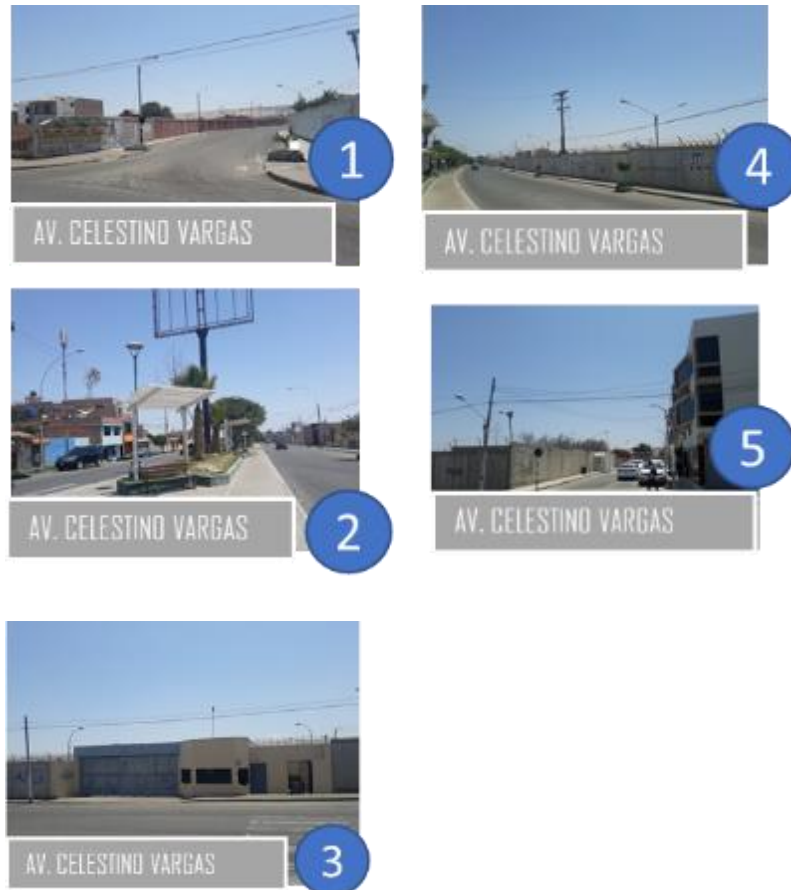 1
AV. CELESTINO VARGAS
4
AV. CELESTINO VARGAS
2
AV. CELESTINO VARGAS
5
AV. CELESTINO VARGAS
3
AV. CELESTINO VARGAS